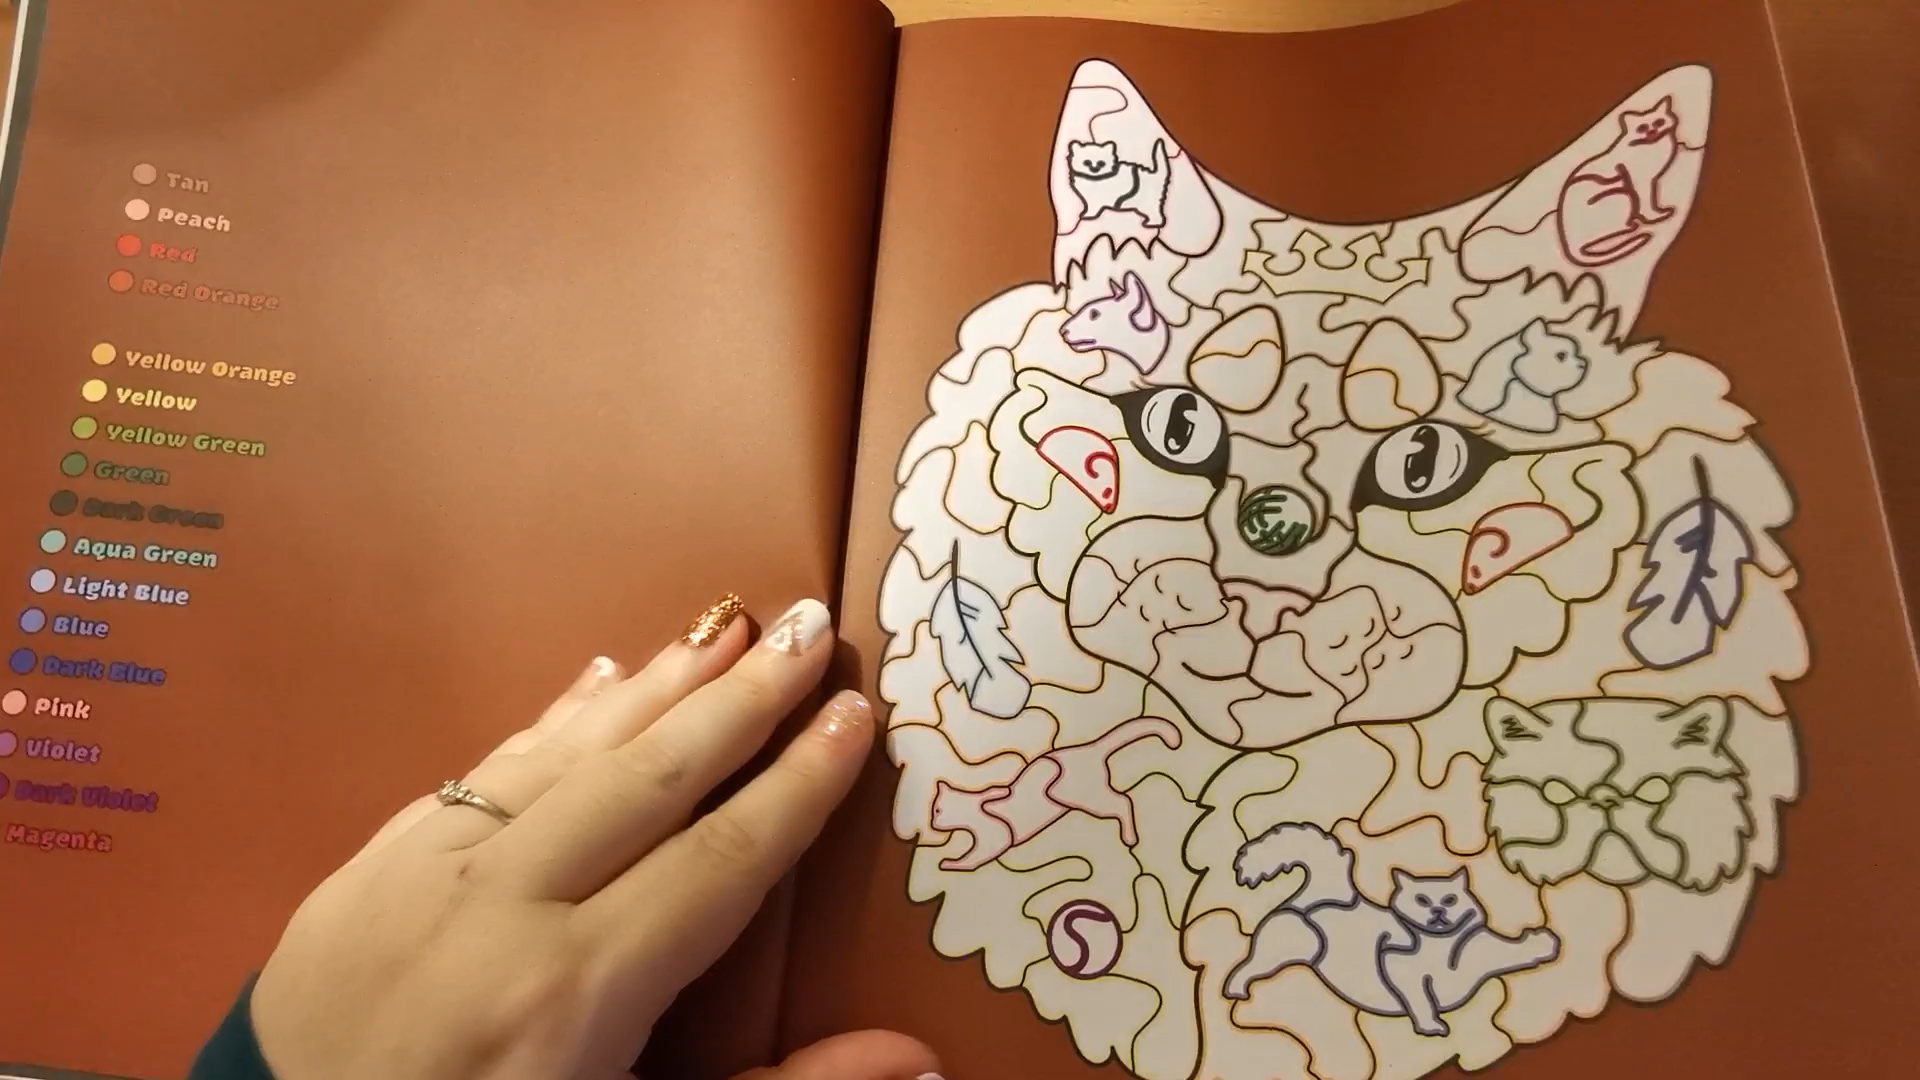 Tan
Peach
Red
Red Orange
Yellow Orange
Yellow
Yellow Green
Green
Dark Green
Aqua Green
Light Blue
Blue
Dark Blue
Pink
Violet
Dark Violet
Magenta